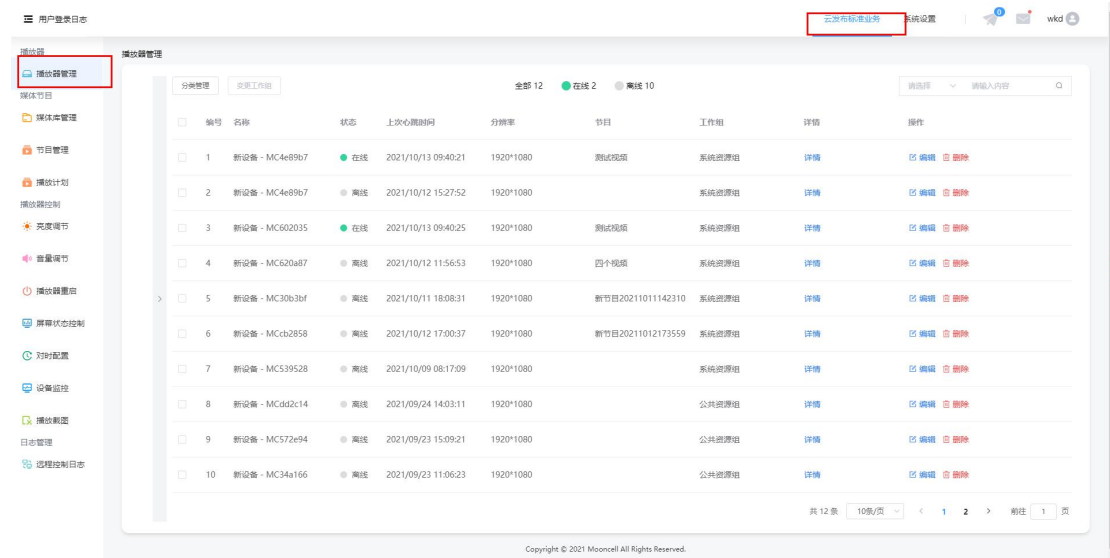 用户登录日志
云发布标准业务 系统设置 0 wkd
播放器
播放器管理
媒体节目
媒体库管理
节目管理
播放计划
播放器控制
亮度调节
音量调节
播放器重启
屏幕状态控制
对时配置
设备监控
播放截图
日志管理
远程控制日志
播放器管理
分类管理 变更工作组 全部 12 在线 2 离线 10 请选择 请输入内容
编号 名称 状态 上次心跳时间 分辨率 节目 工作组 详情 操作
1 新设备 - MC4e89b7 在线 2021/10/13 09:40:21 1920*1080 测试视频 系统资源组 详情 编辑 删除
2 新设备 - MC4e89b7 离线 2021/10/12 15:27:52 1920*1080 系统资源组 详情 编辑 删除
3 新设备 - MC602035 在线 2021/10/13 09:40:25 1920*1080 测试视频 系统资源组 详情 编辑 删除
4 新设备 - MC620a87 离线 2021/10/12 11:56:53 1920*1080 四个视频 系统资源组 详情 编辑 删除
5 新设备 - MC30b3bf 离线 2021/10/11 18:08:31 1920*1080 新节目20211011142310 系统资源组 详情 编辑 删除
6 新设备 - MCcb2858 离线 2021/10/12 17:00:37 1920*1080 新节目20211012173559 系统资源组 详情 编辑 删除
7 新设备 - MC539528 离线 2021/10/09 08:17:09 1920*1080 系统资源组 详情 编辑 删除
8 新设备 - MCdd2c14 离线 2021/09/24 14:03:11 1920*1080 公共资源组 详情 编辑 删除
9 新设备 - MC572e94 离线 2021/09/23 15:09:21 1920*1080 公共资源组 详情 编辑 删除
10 新设备 - MC34a166 离线 2021/09/23 11:06:23 1920*1080 公共资源组 详情 编辑 删除
共 12 条 10条/页 < 1 2 > 前往 1 页
Copyright © 2021 Mooncell All Rights Reserved.